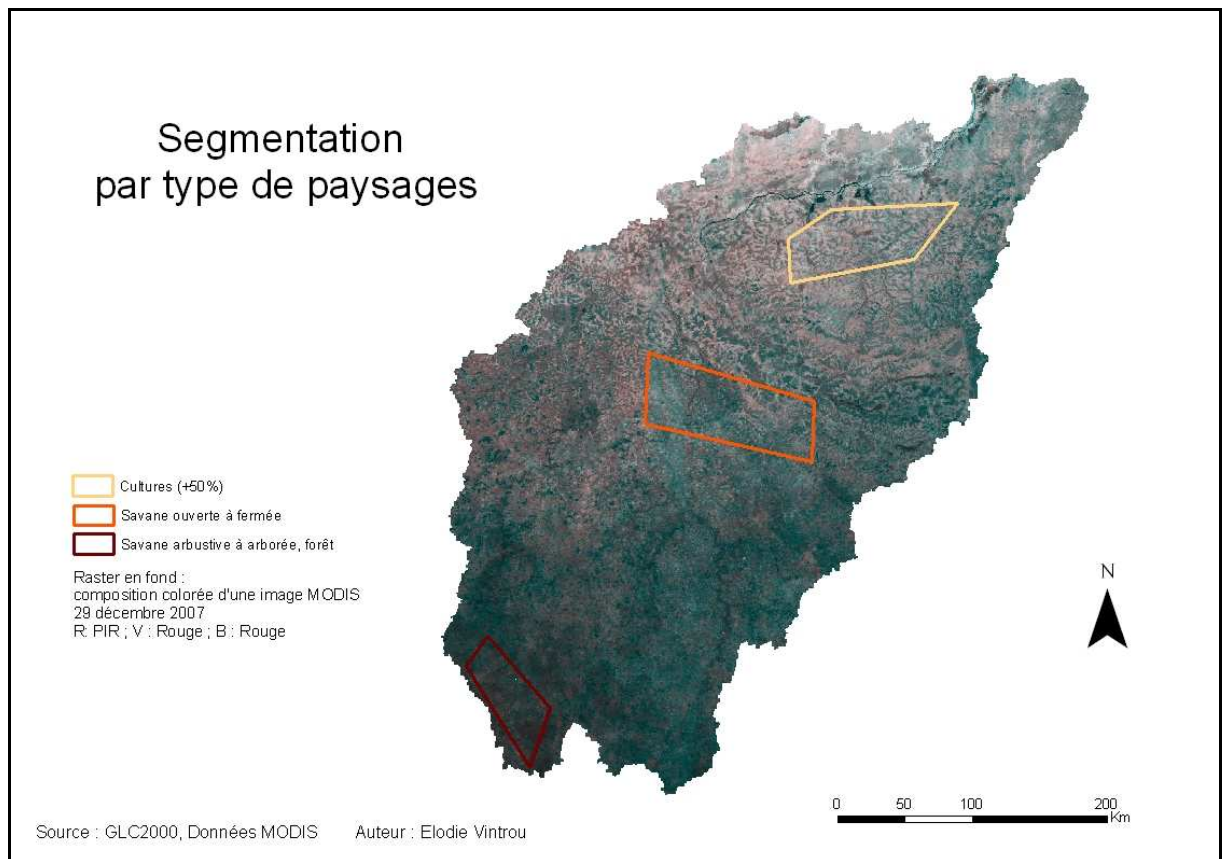 Segmentation
par type de paysages
Cultures (+50%)
Savane ouverte à fermée
Savane arbustive à arborée, forêt
Raster en fond :
composition colorée d'une image MODIS
29 décembre 2007
R: PIR ; V : Rouge ; B : Rouge
N
0 50 100 200
Km
Source : GLC2000, Données MODIS Auteur : Elodie Vintrou